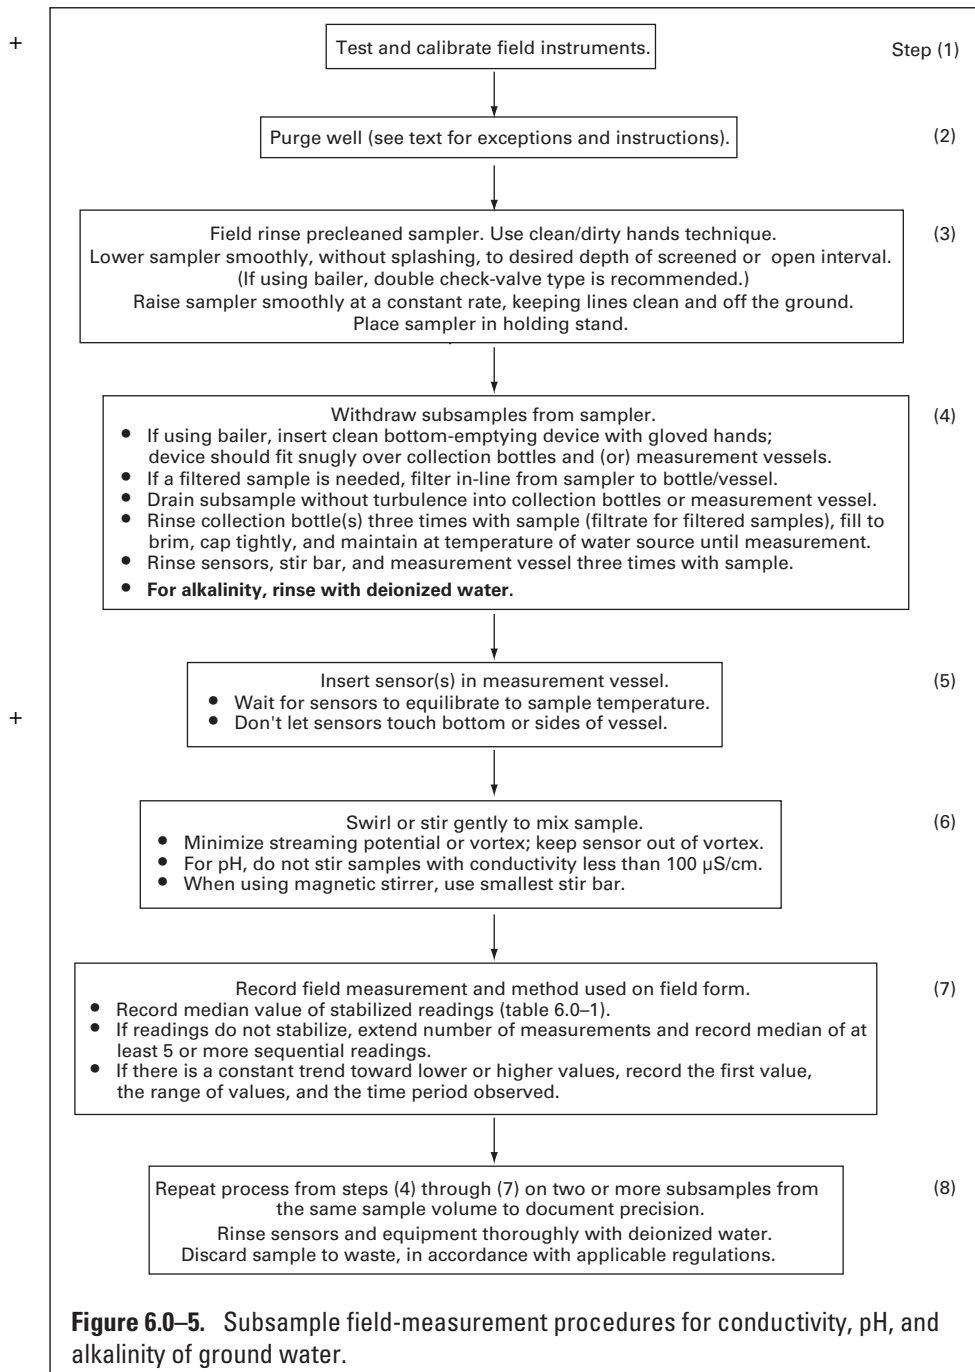 +
Test and calibrate field instruments.
Step (1)
Purge well (see text for exceptions and instructions).
(2)
Field rinse precleaned sampler. Use clean/dirty hands technique.
(3)
Lower sampler smoothly, without splashing, to desired depth of screened or open interval.
(If using bailer, double check-valve type is recommended.)
Raise sampler smoothly at a constant rate, keeping lines clean and off the ground.
Place sampler in holding stand.
Withdraw subsamples from sampler.
(4)
• If using bailer, insert clean bottom-emptying device with gloved hands;
device should fit snugly over collection bottles and (or) measurement vessels.
• If a filtered sample is needed, filter in-line from sampler to bottle/vessel.
• Drain subsample without turbulence into collection bottles or measurement vessel.
• Rinse collection bottle(s) three times with sample (filtrate for filtered samples), fill to
brim, cap tightly, and maintain at temperature of water source until measurement.
• Rinse sensors, stir bar, and measurement vessel three times with sample.
• For alkalinity, rinse with deionized water.
Insert sensor(s) in measurement vessel.
(5)
• Wait for sensors to equilibrate to sample temperature.
• Don't let sensors touch bottom or sides of vessel.
+
Swirl or stir gently to mix sample.
(6)
• Minimize streaming potential or vortex; keep sensor out of vortex.
• For pH, do not stir samples with conductivity less than 100 µS/cm.
• When using magnetic stirrer, use smallest stir bar.
Record field measurement and method used on field form.
(7)
• Record median value of stabilized readings (table 6.0–1).
• If readings do not stabilize, extend number of measurements and record median of at
least 5 or more sequential readings.
• If there is a constant trend toward lower or higher values, record the first value,
the range of values, and the time period observed.
Repeat process from steps (4) through (7) on two or more subsamples from
(8)
the same sample volume to document precision.
Rinse sensors and equipment thoroughly with deionized water.
Discard sample to waste, in accordance with applicable regulations.
Figure 6.0–5. Subsample field-measurement procedures for conductivity, pH, and
alkalinity of ground water.